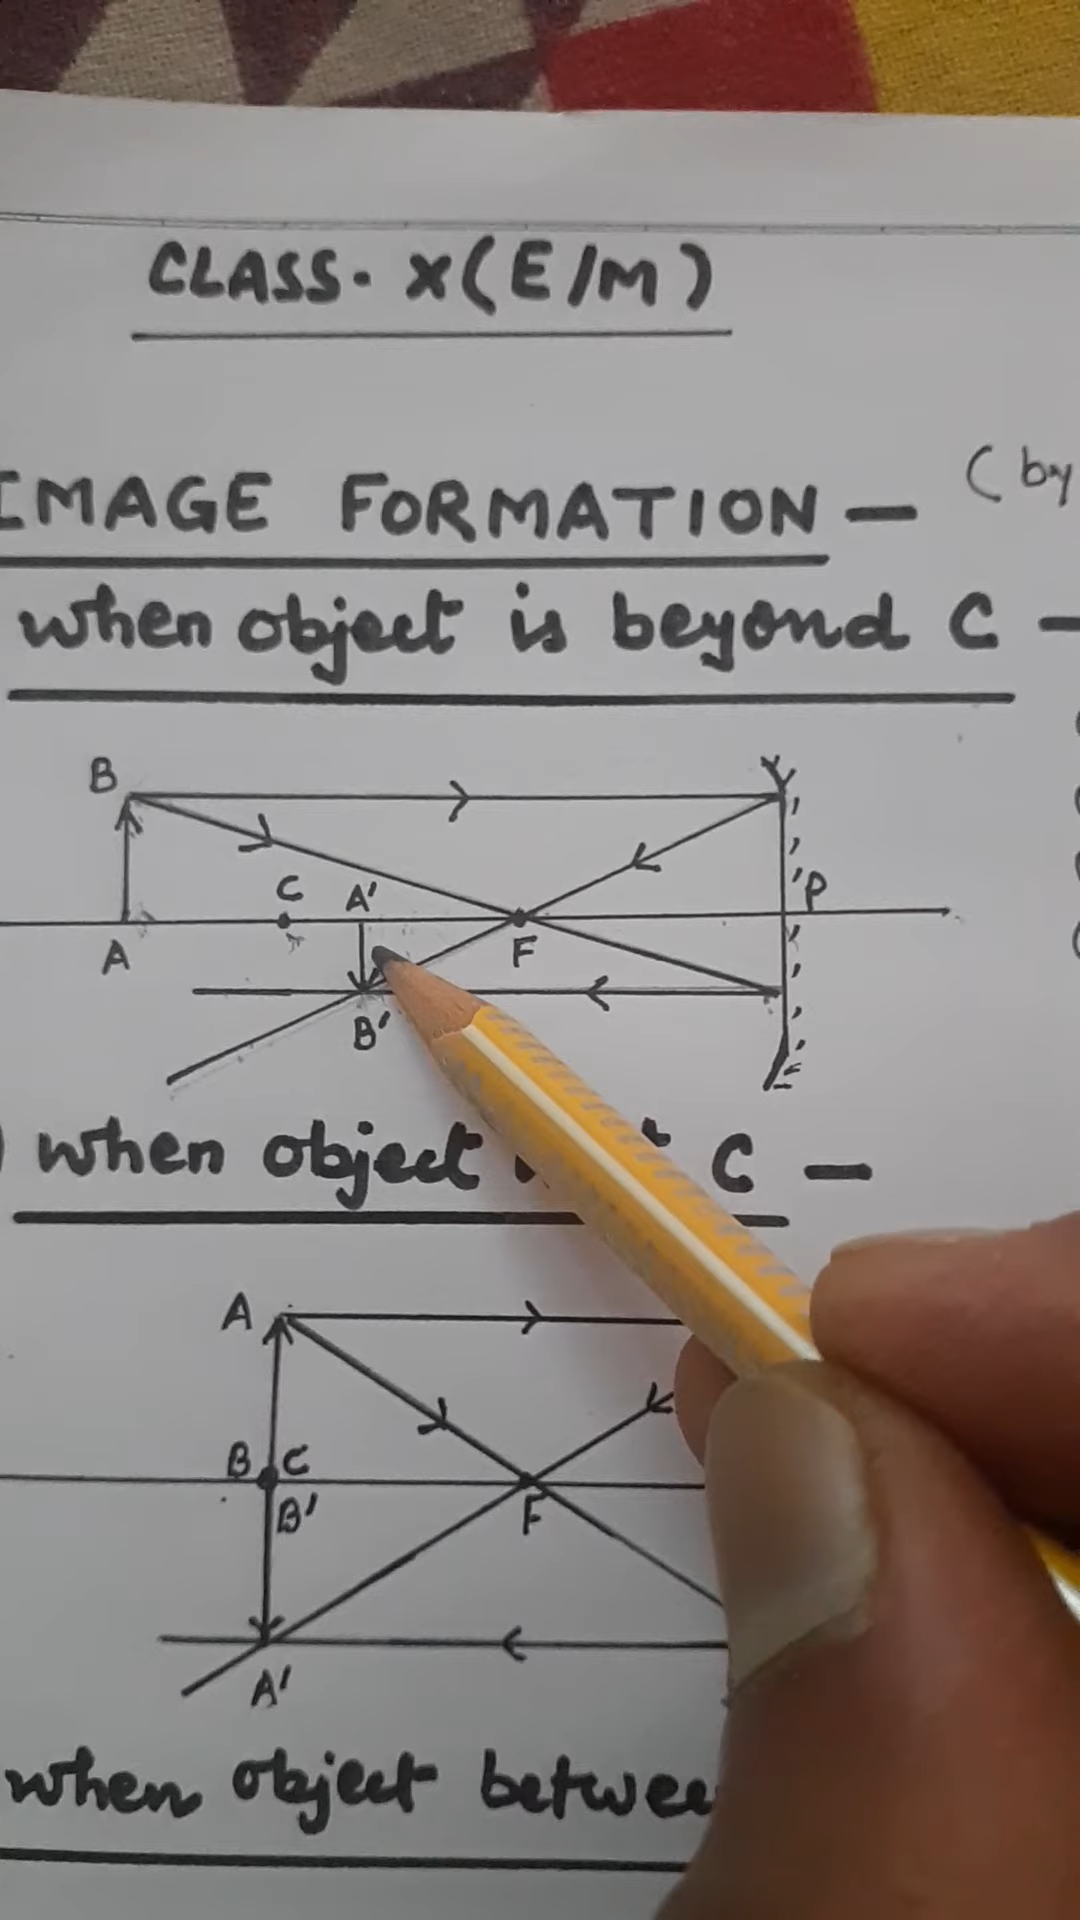 CLASS. X(E/M)
IMAGE FORMATION — (by
when object is beyond C —
B
C A' P
A F
B'
when object C —
A
B C
B' F
A'
when object betwee